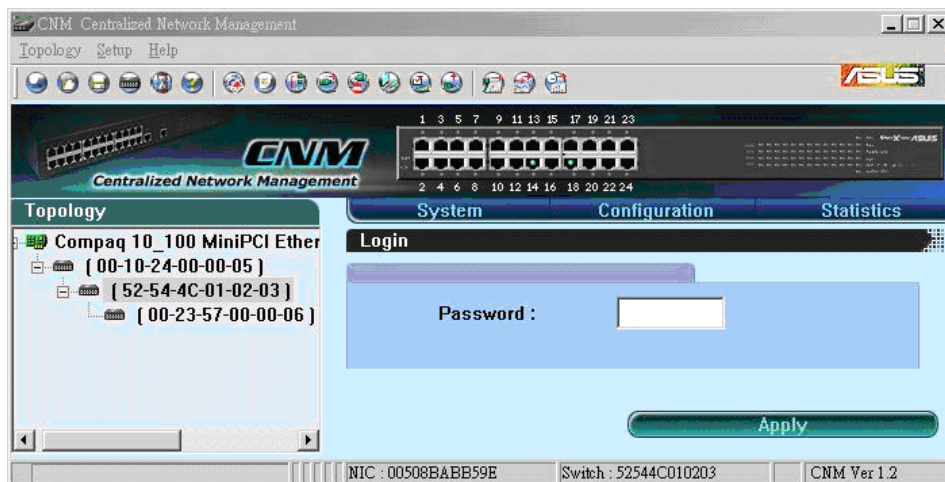 CNM Centralized Network Management
Topology Setup Help
ASUS
1 3 5 7 9 11 13 15 17 19 21 23
CNM
Centralized Network Management
ASUS
2 4 6 8 10 12 14 16 18 20 22 24
Topology
System Configuration Statistics
Compaq 10_100 MiniPCI Ether
Login
( 00-10-24-00-00-05 )
( 52-54-4C-01-02-03 )
( 00-23-57-00-00-06 )
Password :
Apply
NIC : 00508BABB59E Switch : 52544C010203 CNM Ver 1.2